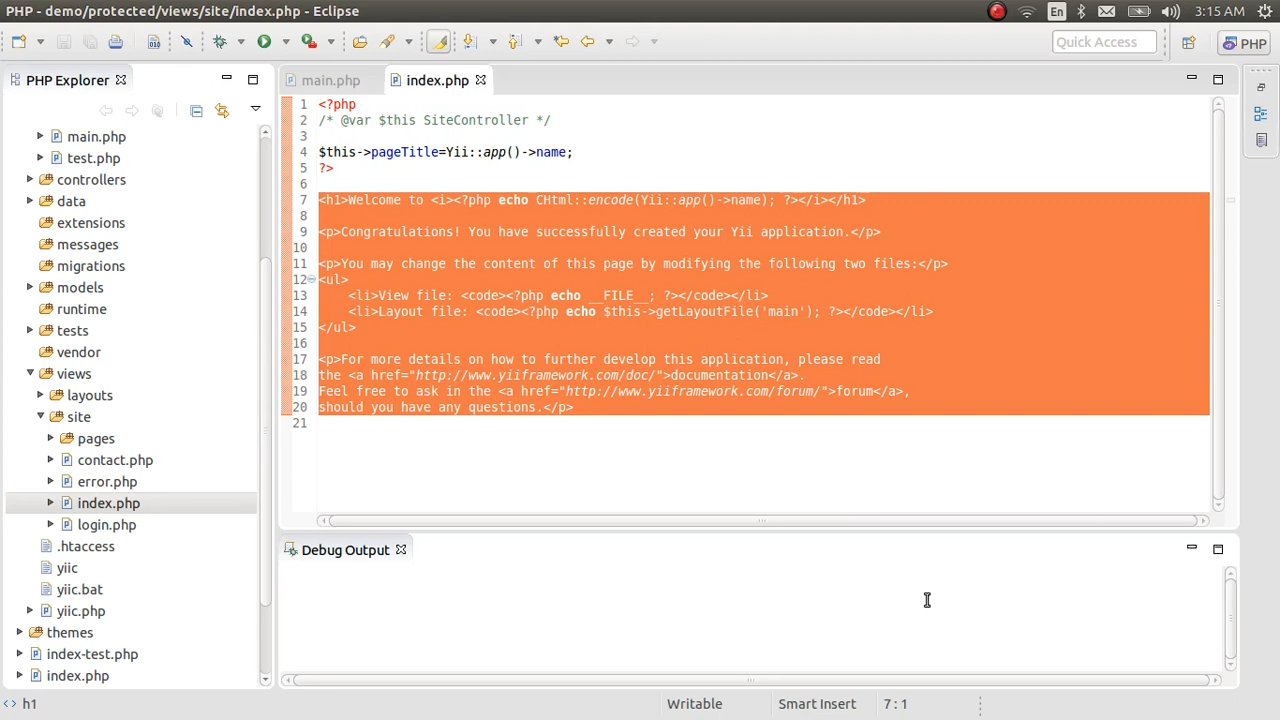 PHP - demo/protected/views/site/index.php - Eclipse
En
3:15 AM
Quick Access
PHP
PHP Explorer
main.php
index.php
main.php
test.php
controllers
data
extensions
messages
migrations
models
runtime
tests
vendor
views
layouts
site
pages
contact.php
error.php
index.php
login.php
.htaccess
yiic
yiic.bat
yiic.php
themes
index-test.php
index.php
1 <?php
2 /* @var $this SiteController */
3
4 $this->pageTitle=Yii::app()->name;
5 ?>
6
7 <h1>Welcome to <i><?php echo CHtml::encode(Yii::app()->name); ?></i></h1>
8
9 <p>Congratulations! You have successfully created your Yii application.</p>
10
11 <p>You may change the content of this page by modifying the following two files:</p>
12 <ul>
13     <li>View file: <code><?php echo __FILE__; ?></code></li>
14     <li>Layout file: <code><?php echo $this->getLayoutFile('main'); ?></code></li>
15 </ul>
16
17 <p>For more details on how to further develop this application, please read
18 the <a href="http://www.yiiframework.com/doc/">documentation</a>.
19 Feel free to ask in the <a href="http://www.yiiframework.com/forum/">forum</a>,
20 should you have any questions.</p>
21
Debug Output
<> h1
Writable
Smart Insert
7 : 1